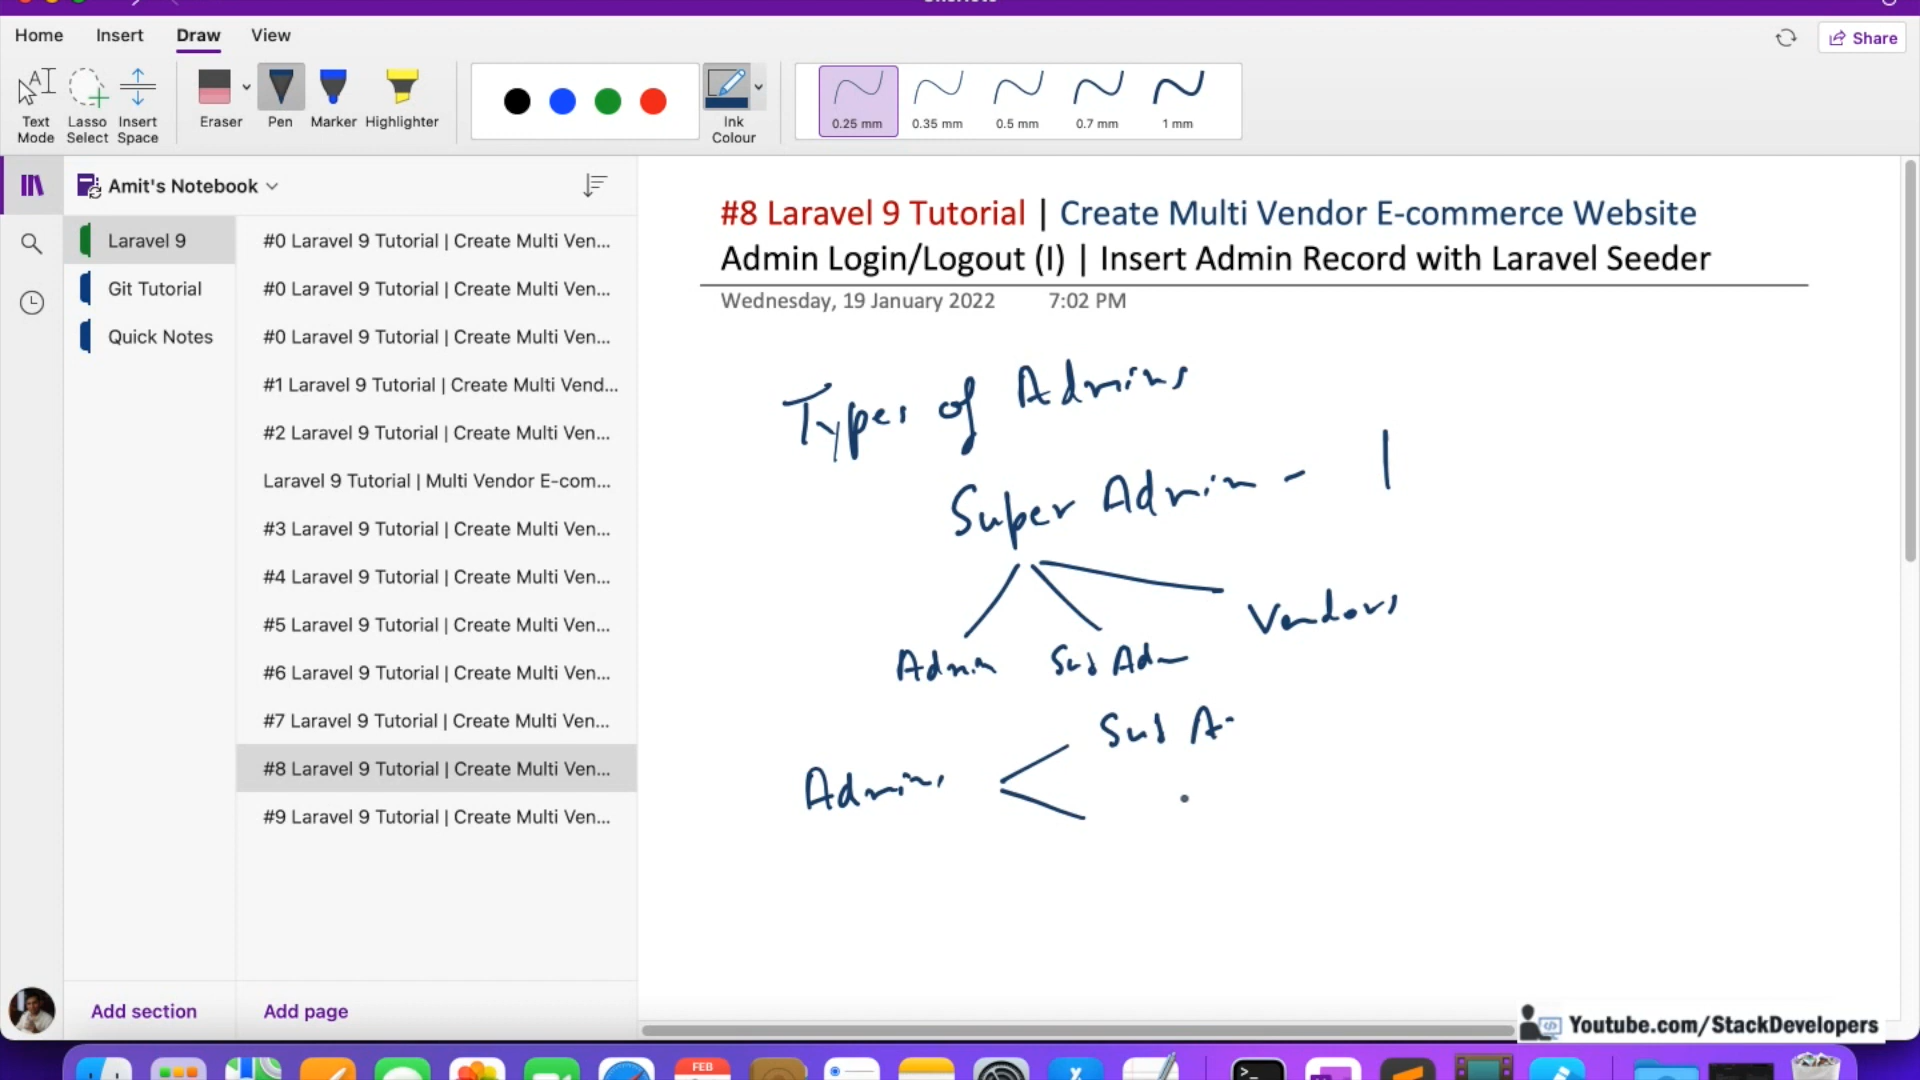 Home Insert Draw View
Share
Text Mode
Lasso Select
Insert Space
Eraser
Pen
Marker
Highlighter
Ink Colour
0.25 mm
0.35 mm
0.5 mm
0.7 mm
1 mm
Amit's Notebook
Laravel 9
Git Tutorial
Quick Notes
#0 Laravel 9 Tutorial | Create Multi Ven...
#0 Laravel 9 Tutorial | Create Multi Ven...
#0 Laravel 9 Tutorial | Create Multi Ven...
#1 Laravel 9 Tutorial | Create Multi Vend...
#2 Laravel 9 Tutorial | Create Multi Ven...
Laravel 9 Tutorial | Multi Vendor E-com...
#3 Laravel 9 Tutorial | Create Multi Ven...
#4 Laravel 9 Tutorial | Create Multi Ven...
#5 Laravel 9 Tutorial | Create Multi Ven...
#6 Laravel 9 Tutorial | Create Multi Ven...
#7 Laravel 9 Tutorial | Create Multi Ven...
#8 Laravel 9 Tutorial | Create Multi Ven...
#9 Laravel 9 Tutorial | Create Multi Ven...
Add section
Add page
#8 Laravel 9 Tutorial | Create Multi Vendor E-commerce Website
Admin Login/Logout (I) | Insert Admin Record with Laravel Seeder
Wednesday, 19 January 2022 7:02 PM
Types of Admins
Super Admin - 1
Vendors
Admin Sub Adm
Sub A
Admins
Youtube.com/StackDevelopers
FEB